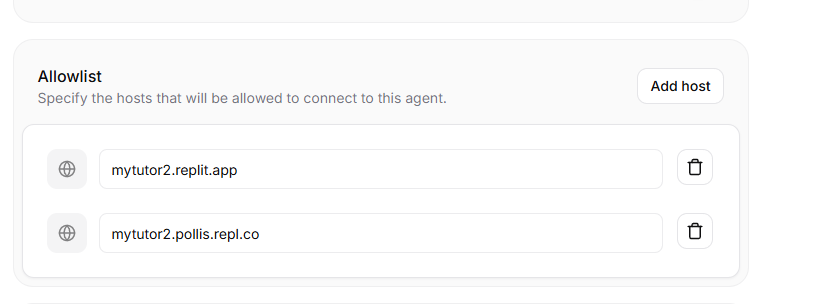 Allowlist
Specify the hosts that will be allowed to connect to this agent.
Add host
mytutor2.replit.app
mytutor2.pollis.repl.co